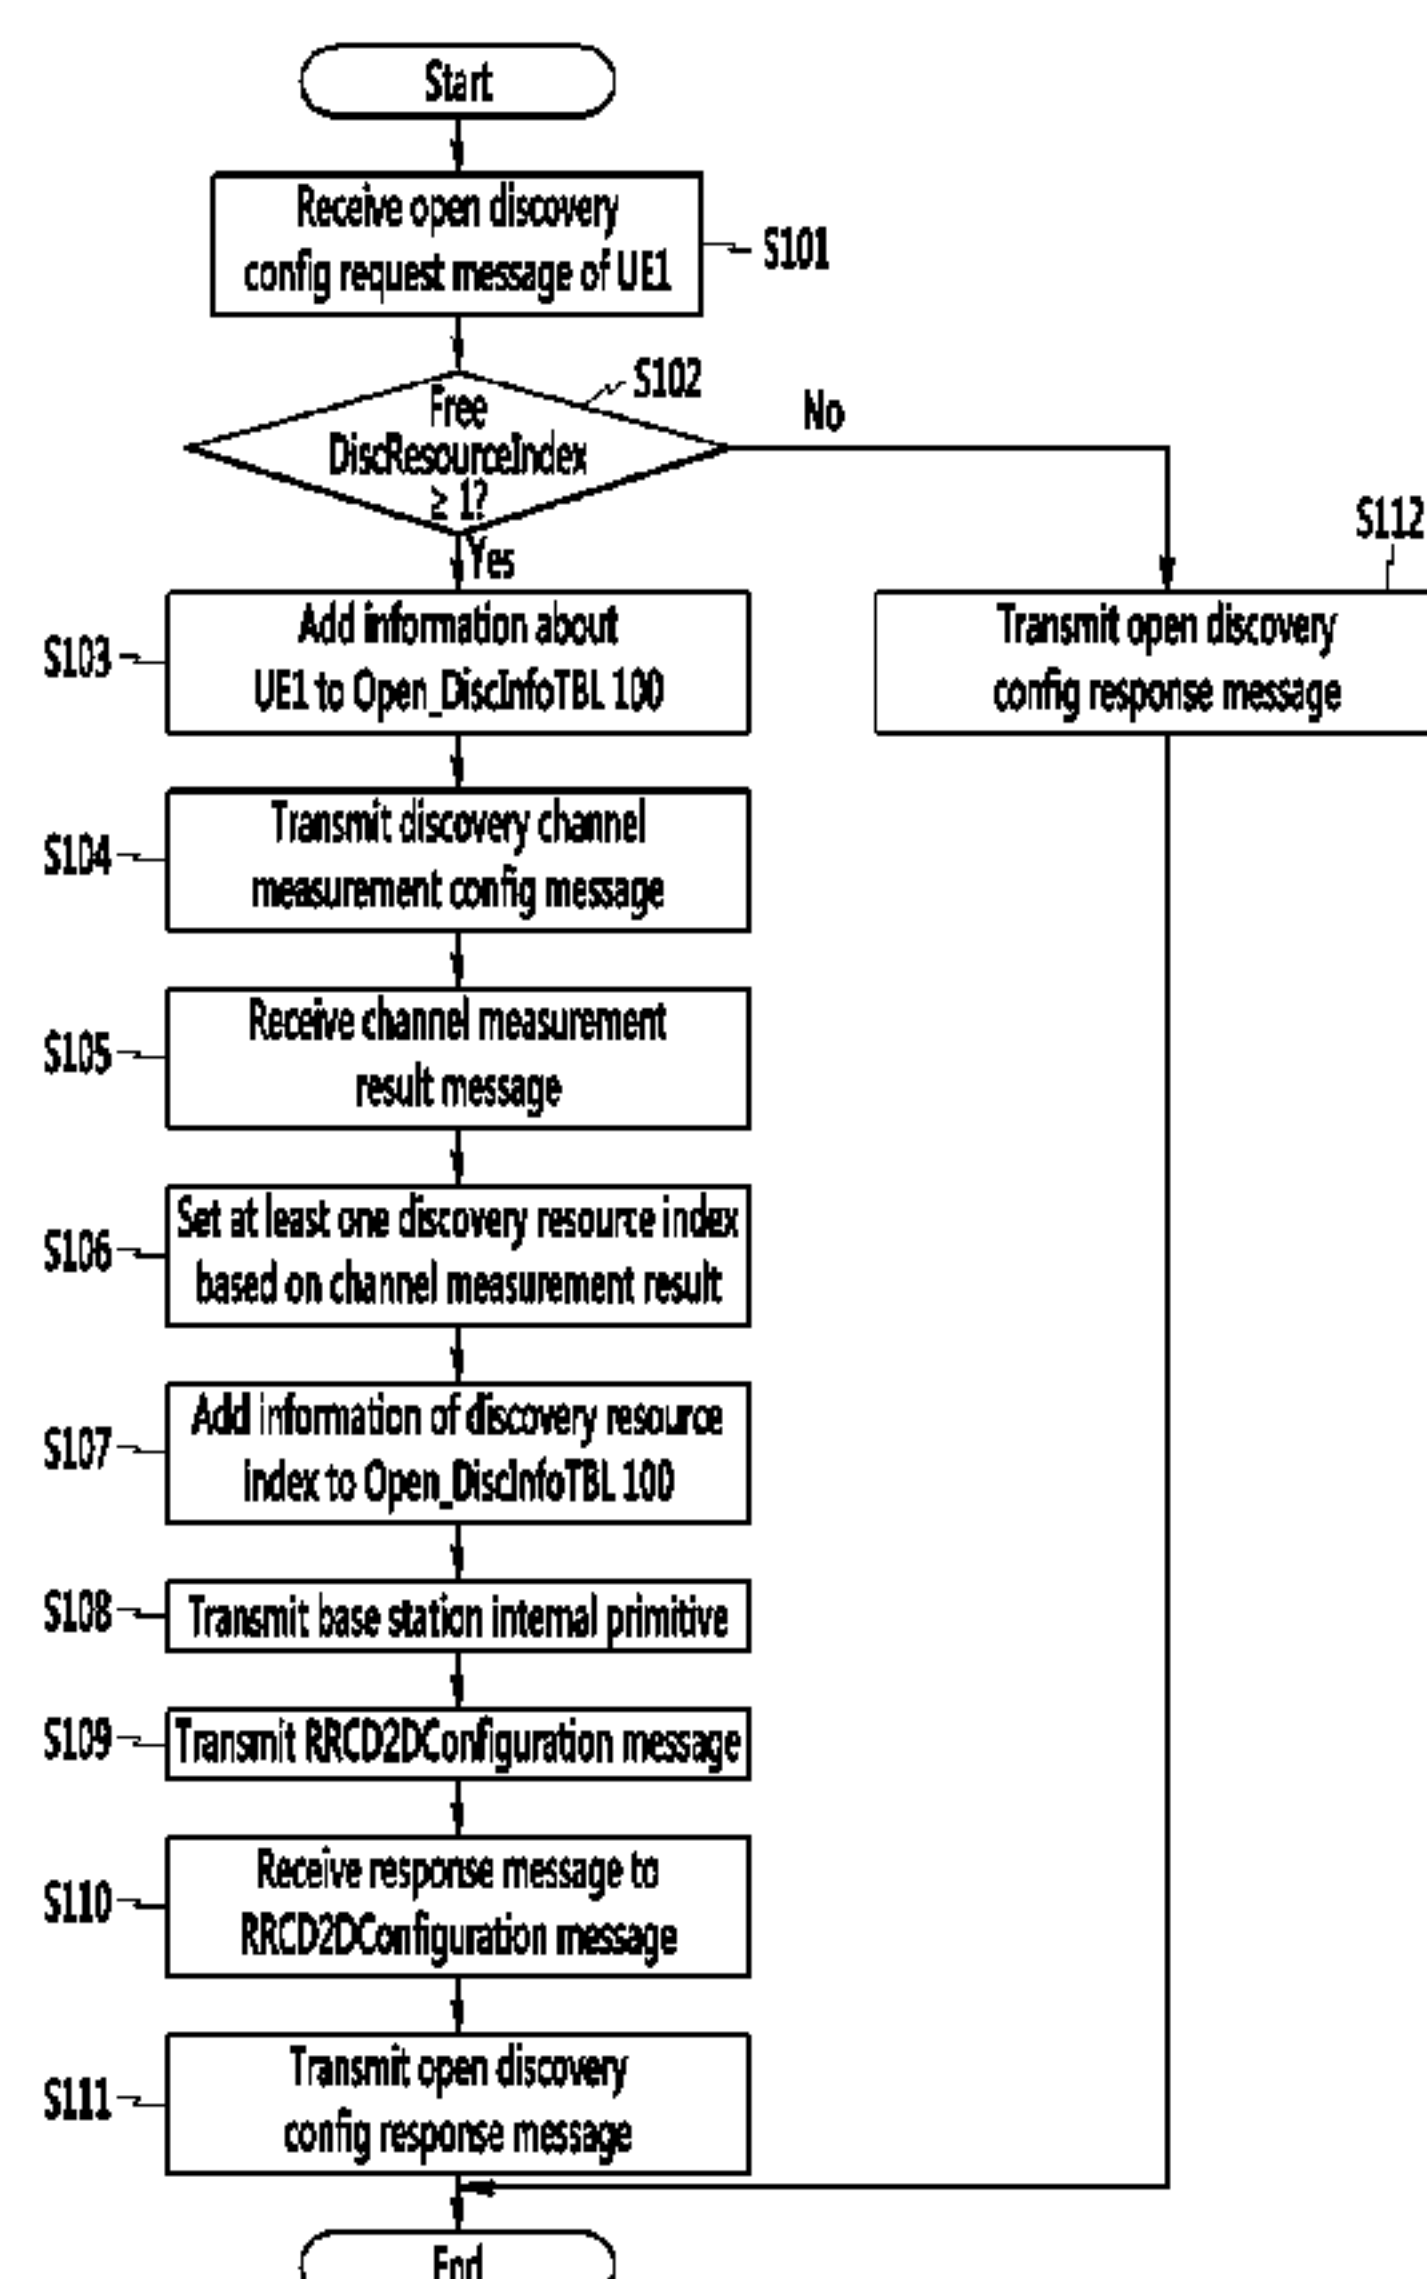 Start
Receive open discovery
config request message of UE1
S101
S102
Free
DiscResourceIndex
≥ 1?
No
Yes
S112
S103
Add information about
UE1 to Open_DiscInfoTBL 100
Transmit open discovery
config response message
S104
Transmit discovery channel
measurement config message
S105
Receive channel measurement
result message
S106
Set at least one discovery resource index
based on channel measurement result
S107
Add information of discovery resource
index to Open_DiscInfoTBL 100
S108
Transmit base station internal primitive
S109
Transmit RRCD2DConfiguration message
S110
Receive response message to
RRCD2DConfiguration message
S111
Transmit open discovery
config response message
End